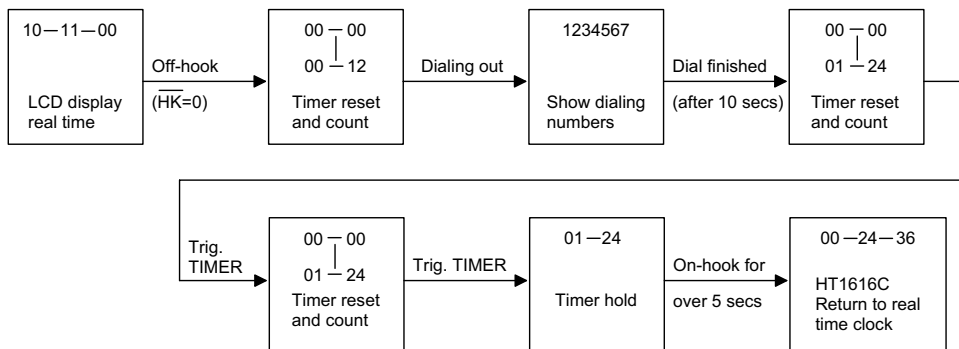 10—11—00
LCD display
real time
Off-hook
(HK=0)
00 — 00
00 — 12
Timer reset
and count
Dialing out
1234567
Show dialing
numbers
Dial finished
(after 10 secs)
00 — 00
01 — 24
Timer reset
and count
Trig.
TIMER
00 — 00
01 — 24
Timer reset
and count
Trig. TIMER
01—24
Timer hold
On-hook for
over 5 secs
00—24—36
HT1616C
Return to real
time clock